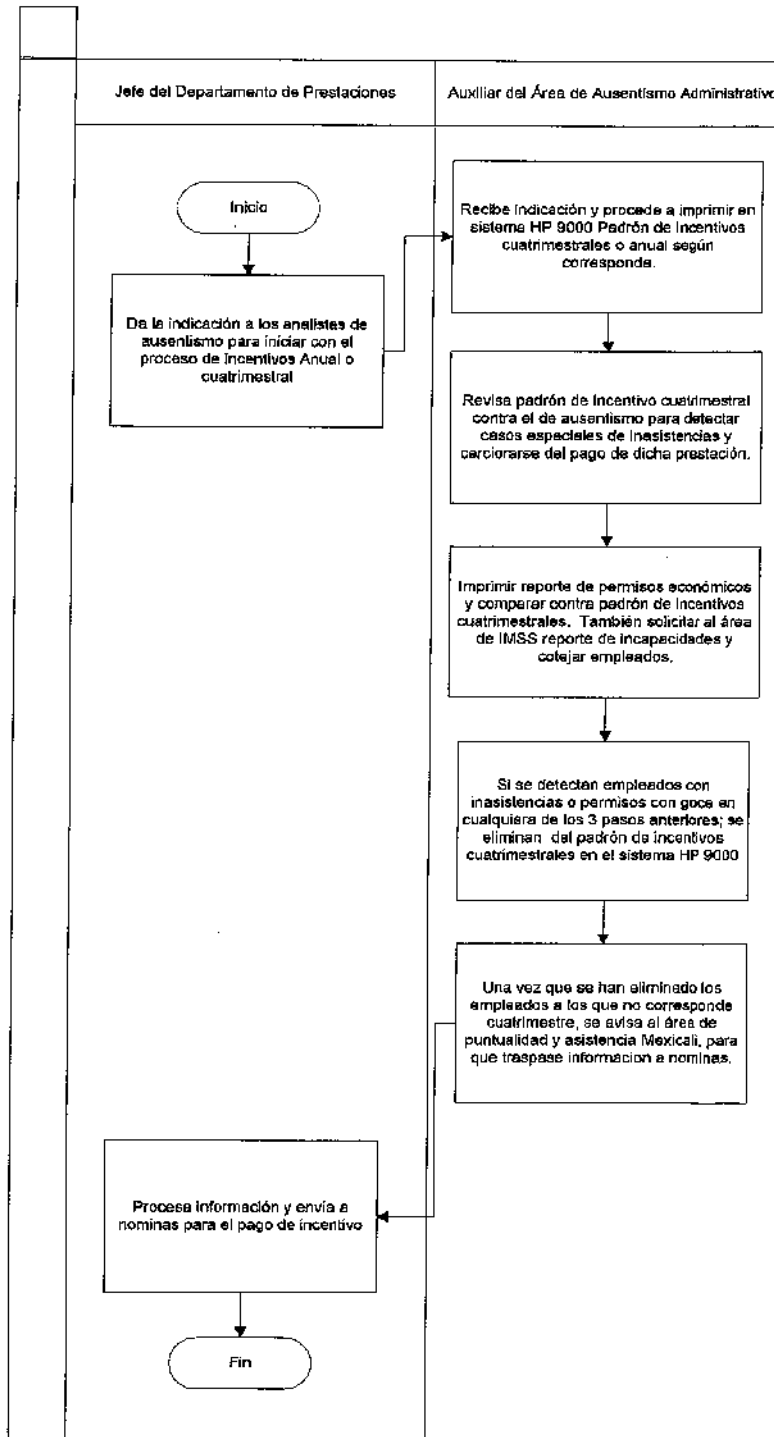 Jefe del Departamento de Prestaciones
Auxiliar del Área de Ausentismo Administrativo
Inicio
Da la indicación a los analistas de
ausentismo para iniciar con el
proceso de Incentivos Anual o
cuatrimestral
Recibe indicación y procede a imprimir en
sistema HP 9000 Padrón de Incentivos
cuatrimestrales o anual según
corresponda.
Revisa padrón de Incentivo cuatrimestral
contra el de ausentismo para detectar
casos especiales de Inasistencias y
cerciorarse del pago de dicha prestación.
Imprimir reporte de permisos económicos
y comparar contra padrón de Incentivos
cuatrimestrales. También solicitar al área
de IMSS reporte de incapacidades y
cotejar empleados.
Si se detectan empleados con
inasistencias o permisos con goce en
cualquiera de los 3 pasos anteriores; se
eliminan del padrón de incentivos
cuatrimestrales en el sistema HP 9000
Una vez que se han eliminado los
empleados a los que no corresponde
cuatrimestre, se avisa al área de
puntualidad y asistencia Mexicali, para
que traspase informacion a nominas.
Procesa información y envía a
nominas para el pago de incentivo
Fin